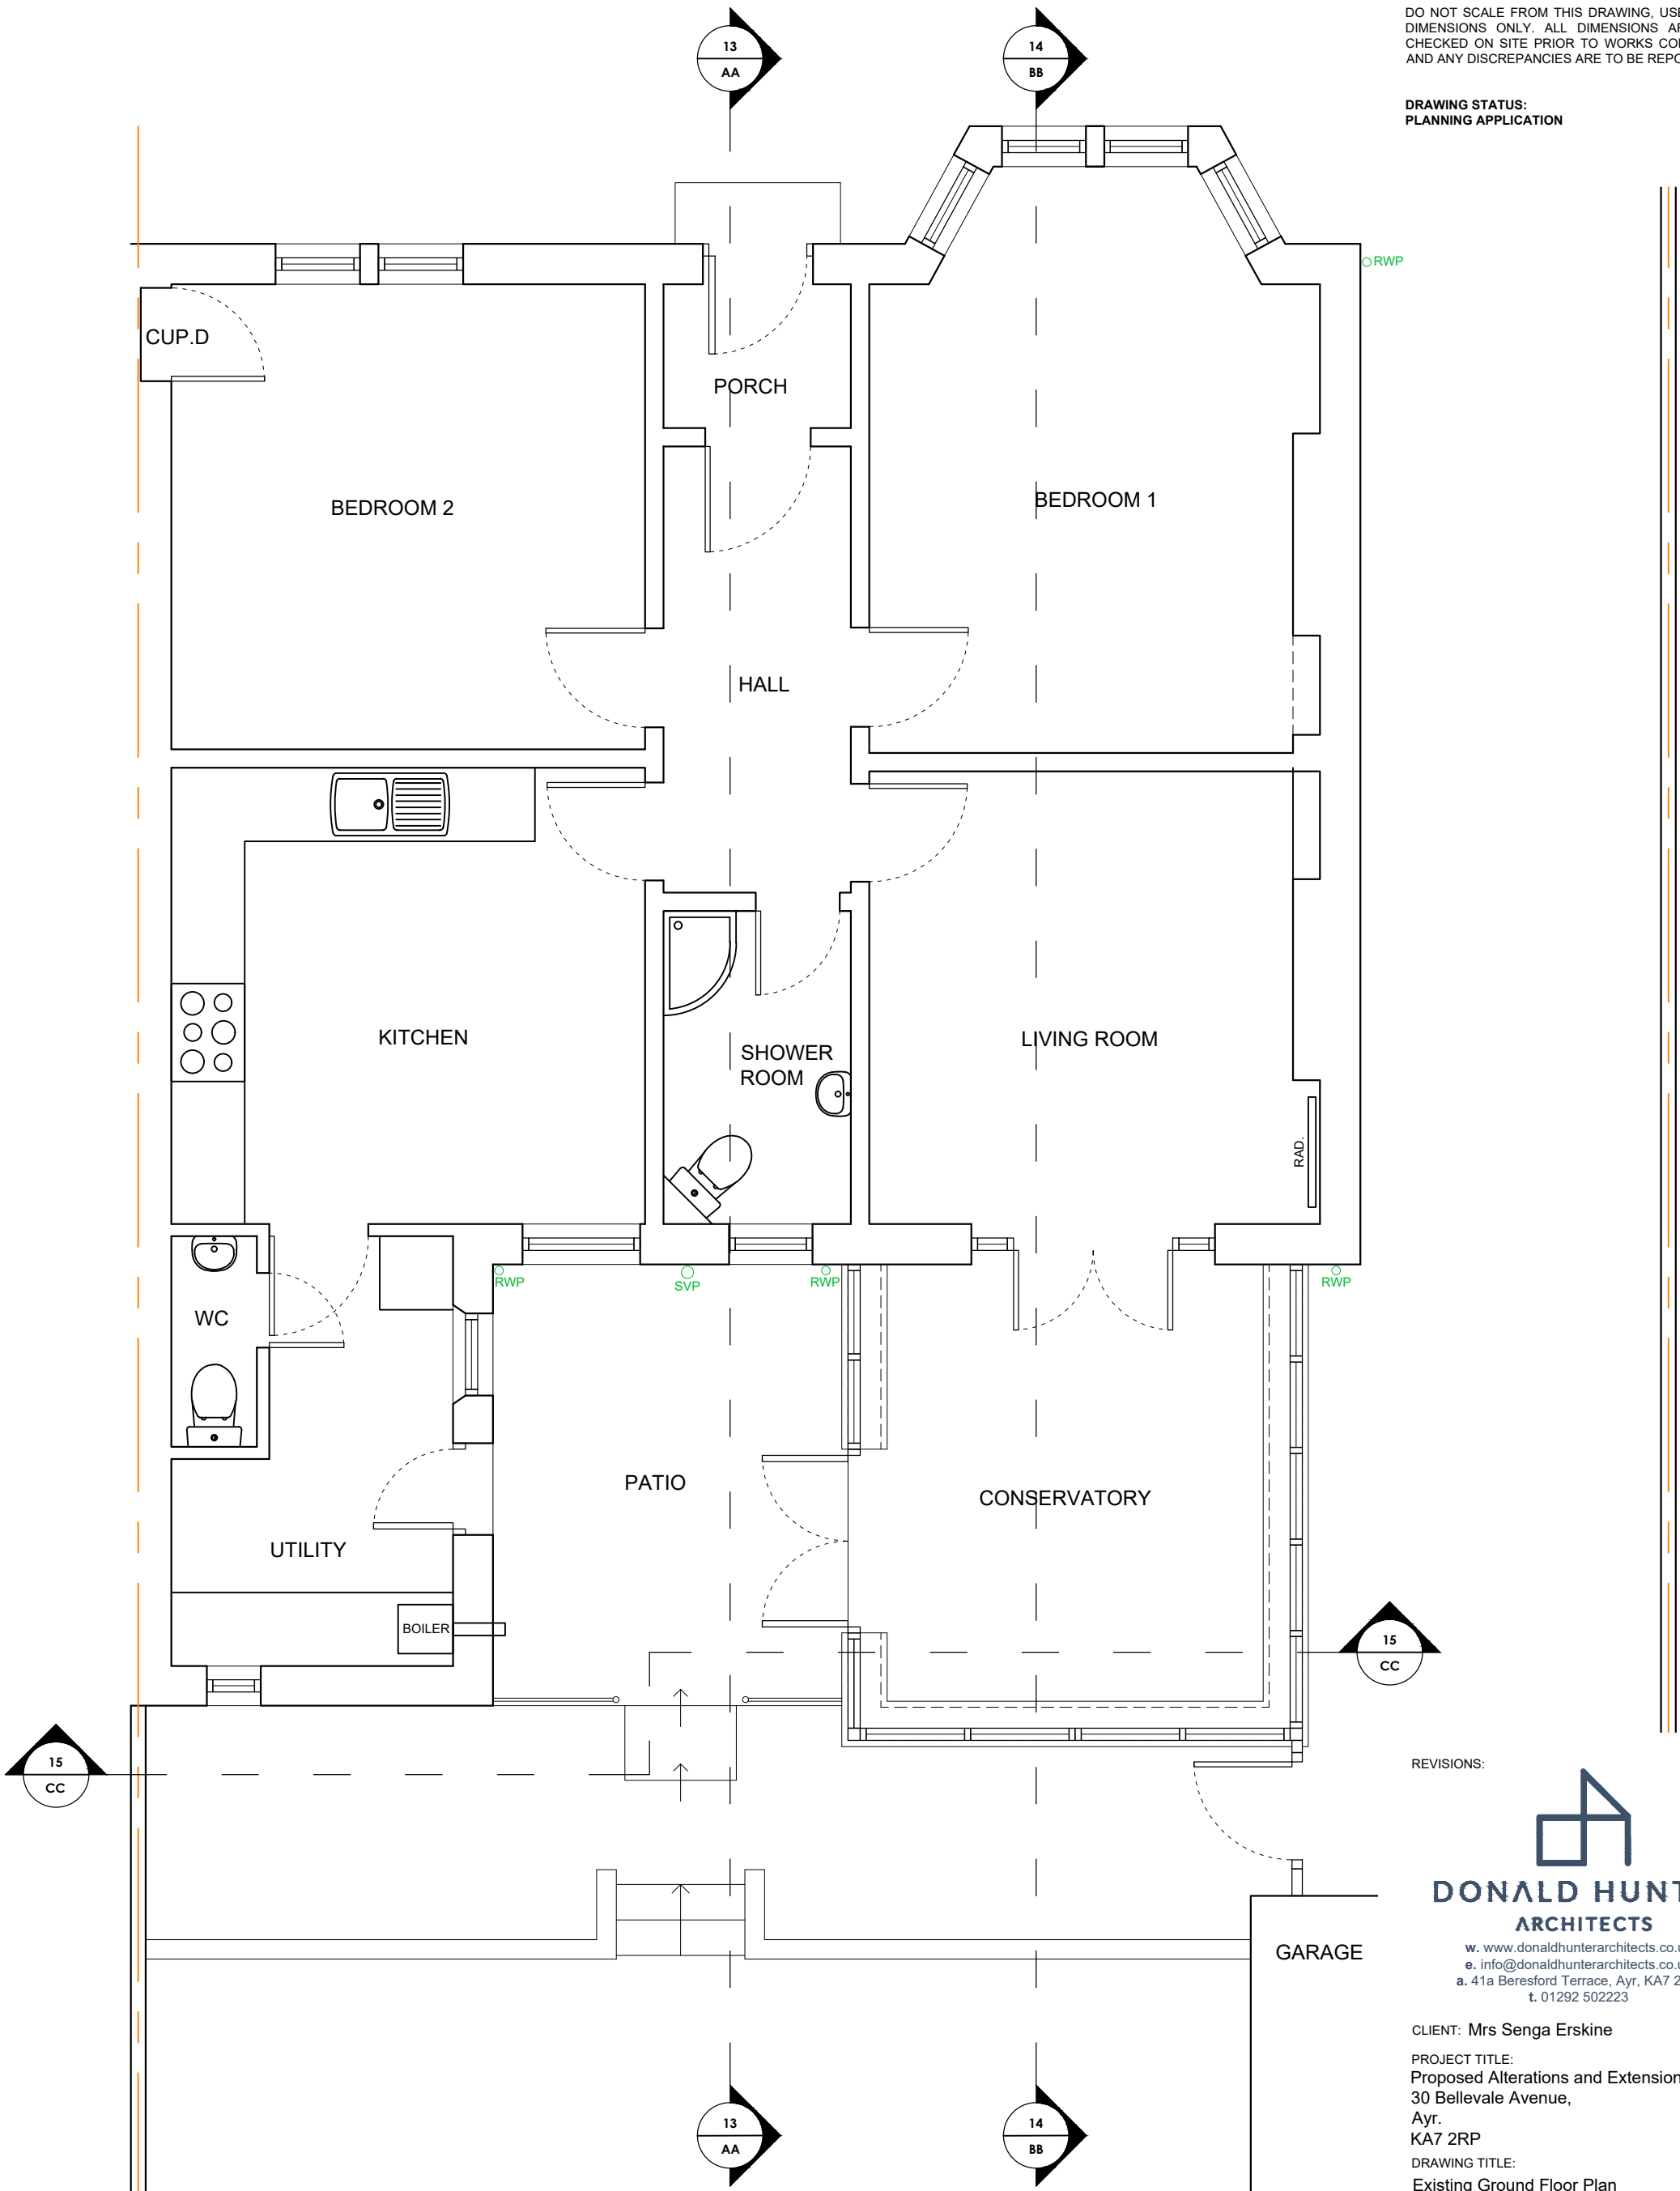 13
AA
14
BB
DO NOT SCALE FROM THIS DRAWING, USE
DIMENSIONS ONLY. ALL DIMENSIONS
CHECKED ON SITE PRIOR TO WORKS
AND ANY DISCREPANCIES ARE TO BE
DRAWING STATUS:
PLANNING APPLICATION
RWP
CUP.D
PORCH
BEDROOM 2
BEDROOM 1
HALL
KITCHEN
SHOWER
ROOM
LIVING ROOM
RAD.
RWP
SVP
RWP
RWP
WC
PATIO
CONSERVATORY
UTILITY
BOILER
15
CC
15
CC
REVISIONS:
DONALD
ARCHITECTS
w. www.donaldhunterarchitects.co.u
e. info@donaldhunterarchitects.co.u
a. 41a Beresford Terrace, Ayr, KA7 2
t. 01292 502223
GARAGE
CLIENT: Mrs Senga Erskine
PROJECT TITLE:
Proposed Alterations and Extension
30 Bellevale Avenue,
Ayr.
KA7 2RP
DRAWING TITLE:
Existing Ground Floor Plan
13
AA
14
BB